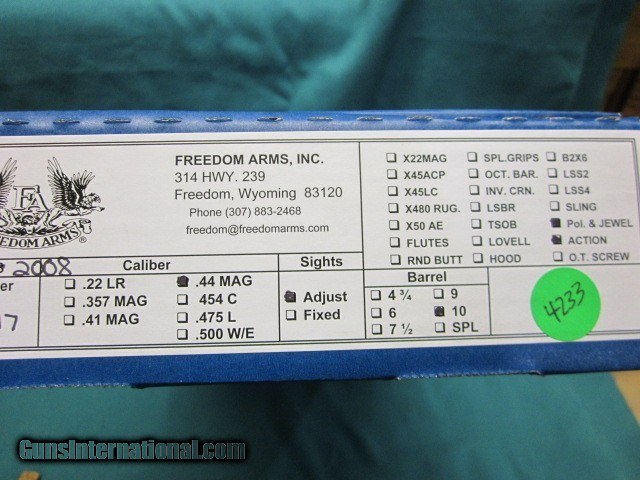 FREEDOM ARMS, INC.
314 HWY. 239
Freedom, Wyoming 83120
Phone (307) 883-2468
freedom@freedomarms.com
FA
EEDOM ARMS ®
2008
Caliber
.22 LR
.357 MAG
.41 MAG
.44 MAG
454 C
.475 L
.500 W/E
Sights
Adjust
Fixed
X22MAG
X45ACP
X45LC
X480 RUG.
X50 AE
FLUTES
RND BUTT
SPL.GRIPS
OCT. BAR.
INV. CRN.
LSBR
TSOB
LOVELL
HOOD
B2X6
LSS2
LSS4
SLING
Pol. & JEWEL
ACTION
O.T. SCREW
Barrel
4 ¾
6
7 ½
9
10
SPL
4233
GunsInternational.com